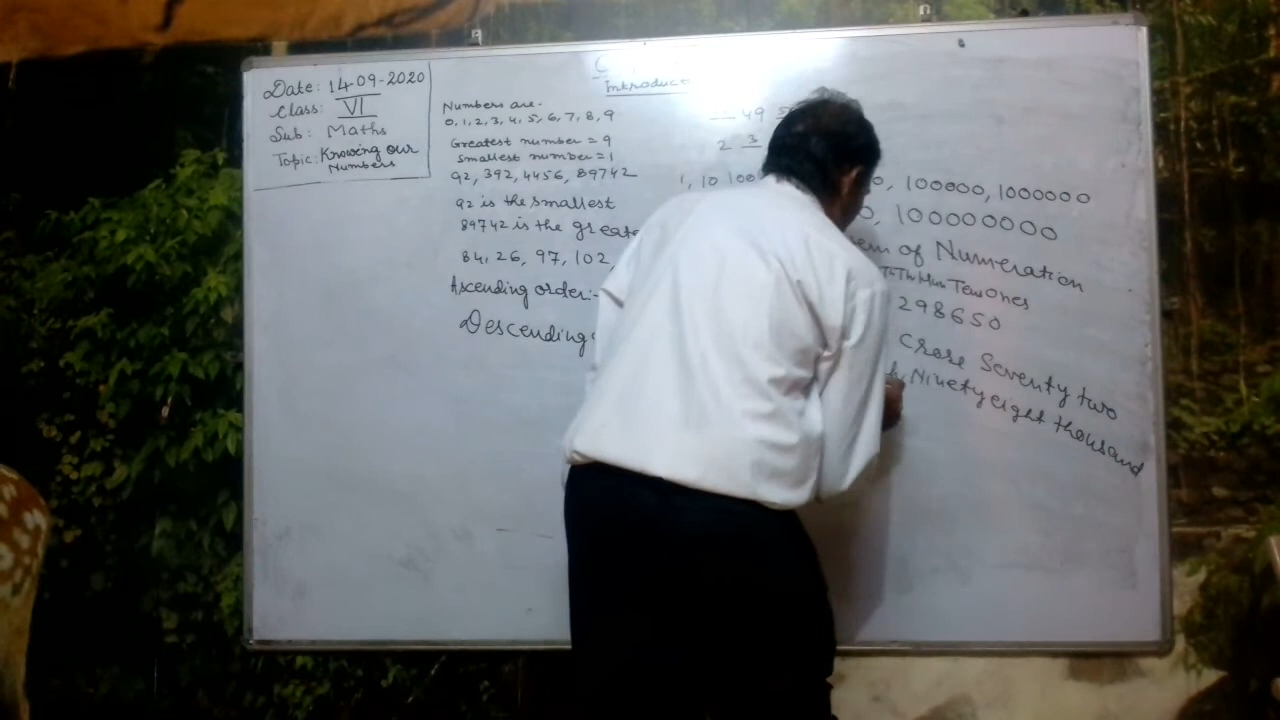 Date: 14-09-2020
Class: VI
Sub: Maths
Topic: Knowing our
Numbers
Introduc
Numbers are-
0, 1, 2, 3, 4, 5, 6, 7, 8, 9
Greatest number = 9
Smallest number = 1
92, 392, 4456, 89742
92 is the smallest
89742 is the greate
84, 26, 97, 102,
Ascending order:-
Descending
49
2 3
1, 10 100
0, 100000, 1000000
0, 100000000
em of Numeration
T Th Hun Ten Ones
298650
Crore Seventy two
h Ninety eight thousand